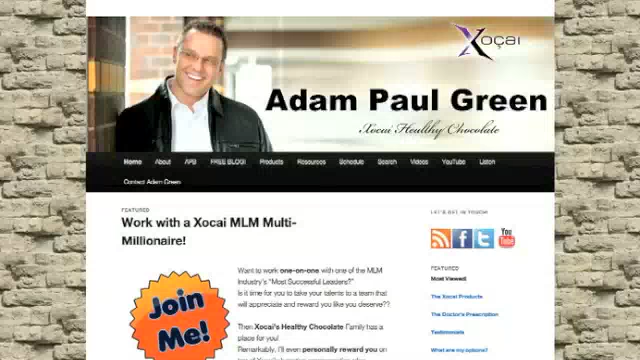 Xoçai
Adam Paul Green
Xocai Healthy Chocolate
Home About APG FREE BLOG! Products Resources Schedule Search Videos YouTube Listen
Contact Adam Green
FEATURED
Work with a Xocai MLM Multi-
Millionaire!
LET'S GET IN TOUCH
You
Tube
Join
Me!
Want to work one-on-one with one of the MLM
Industry's "Most Successful Leaders?"
Is it time for you to take your talents to a team that
will appreciate and reward you like you deserve??
Then Xocai's Healthy Chocolate Family has a
place for you!
Remarkably, I'll even personally reward you on
FEATURED
Most Viewed:
The Xocai Products
The Doctor's Prescription
Testimonials
What are my options?